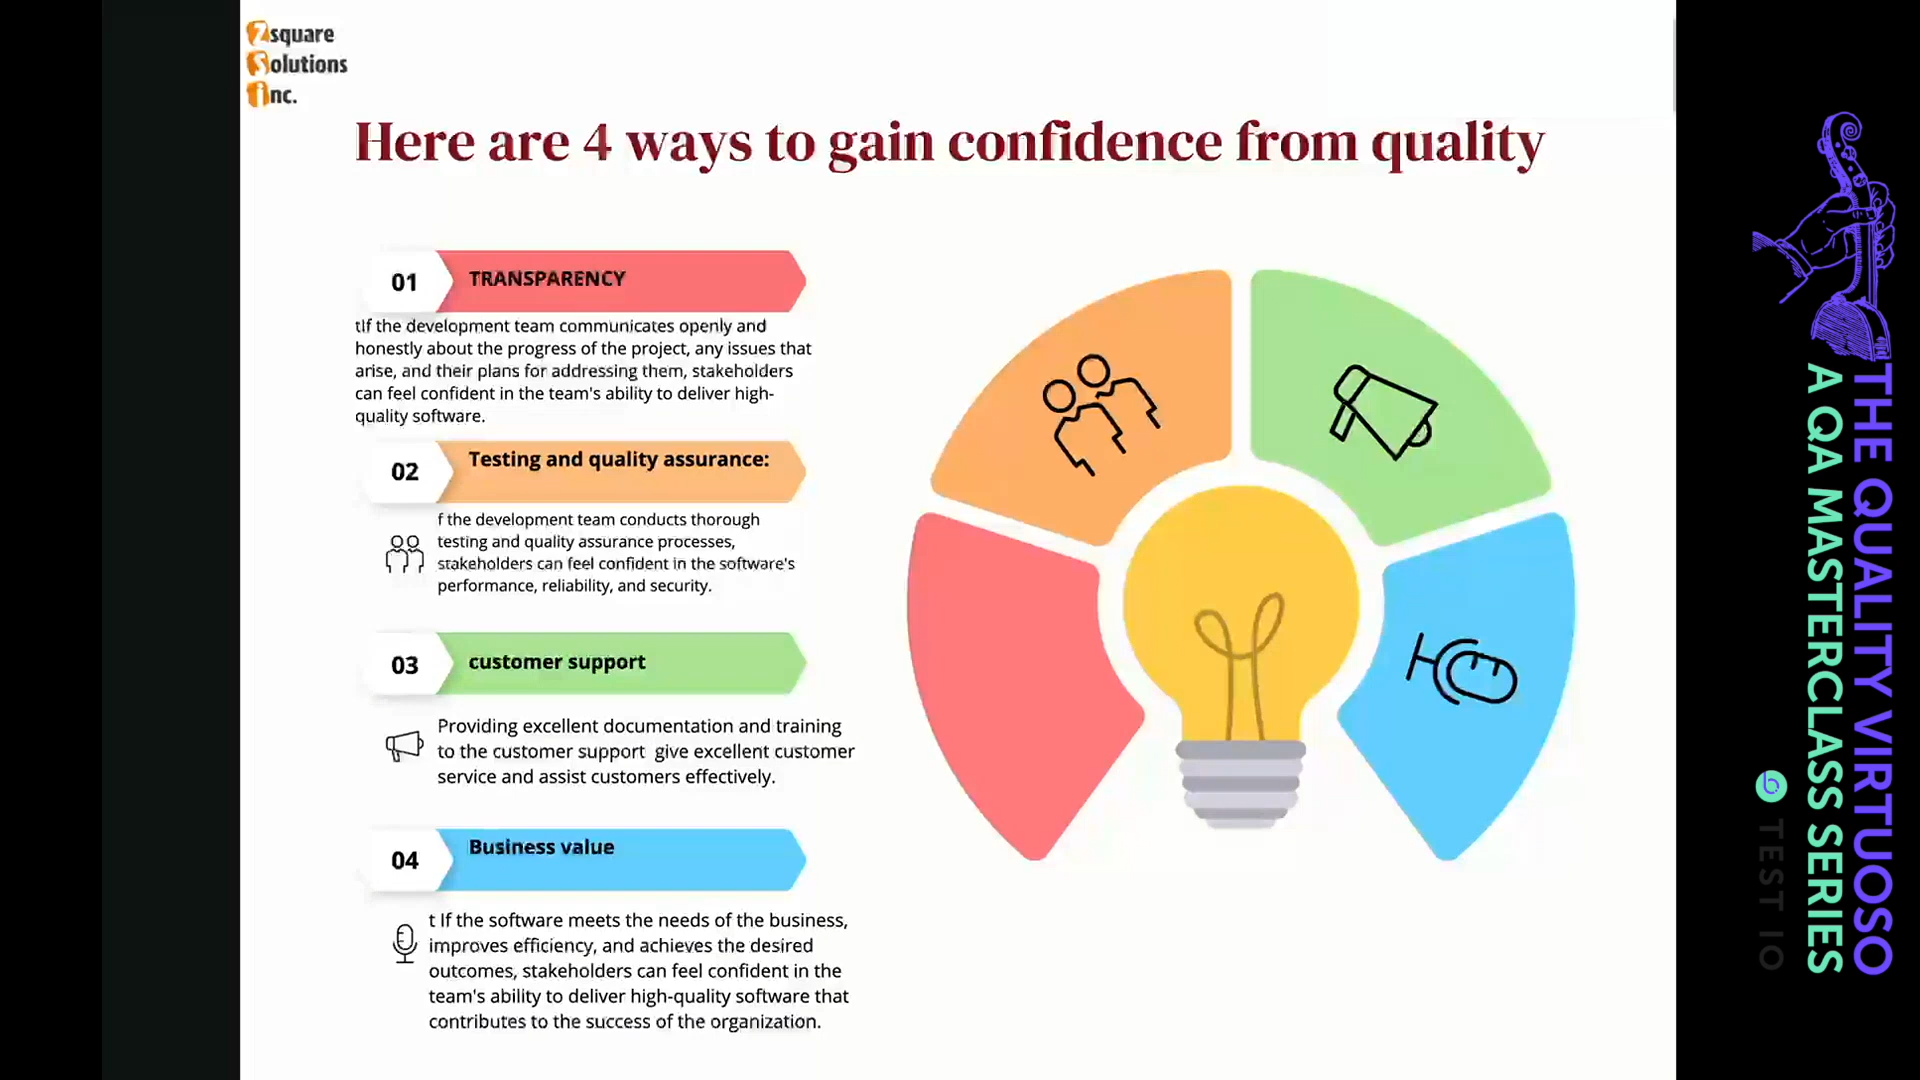 Zsquare
Solutions
inc.
Here are 4 ways to gain confidence from quality
01
TRANSPARENCY
tIf the development team communicates openly and
honestly about the progress of the project, any issues that
arise, and their plans for addressing them, stakeholders
can feel confident in the team's ability to deliver high-
quality software.
02
Testing and quality assurance:
f the development team conducts thorough
testing and quality assurance processes,
stakeholders can feel confident in the software's
performance, reliability, and security.
03
customer support
Providing excellent documentation and training
to the customer support  give excellent customer
service and assist customers effectively.
04
Business value
t If the software meets the needs of the business,
improves efficiency, and achieves the desired
outcomes, stakeholders can feel confident in the
team's ability to deliver high-quality software that
contributes to the success of the organization.
THE QUALITY VIRTUOSO
A QA MASTERCLASS SERIES
TEST IO